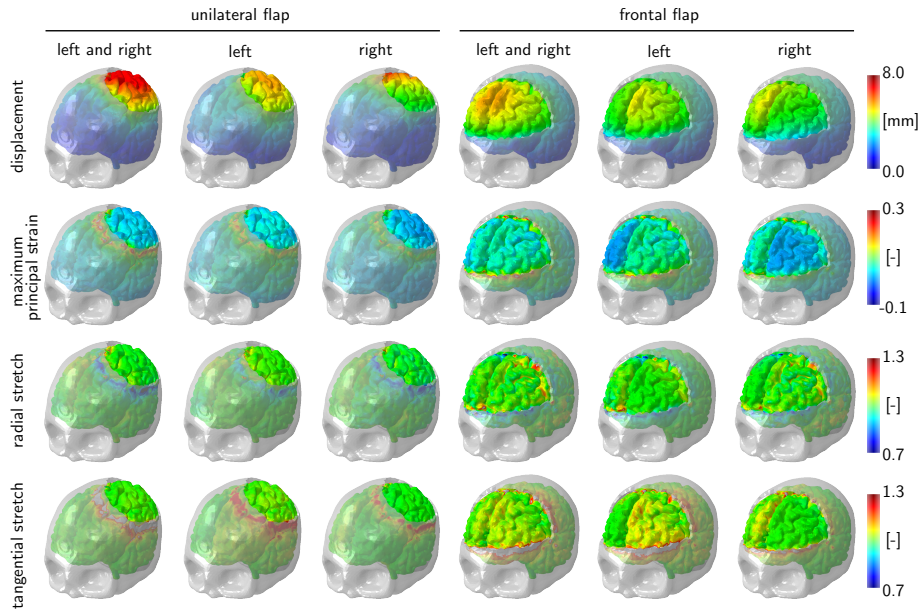 unilateral flap
frontal flap
left and right
left
right
left and right
left
right
displacement
8.0
[mm]
0.0
maximum
principal strain
0.3
[-]
-0.1
radial stretch
1.3
[-]
0.7
tangential stretch
1.3
[-]
0.7